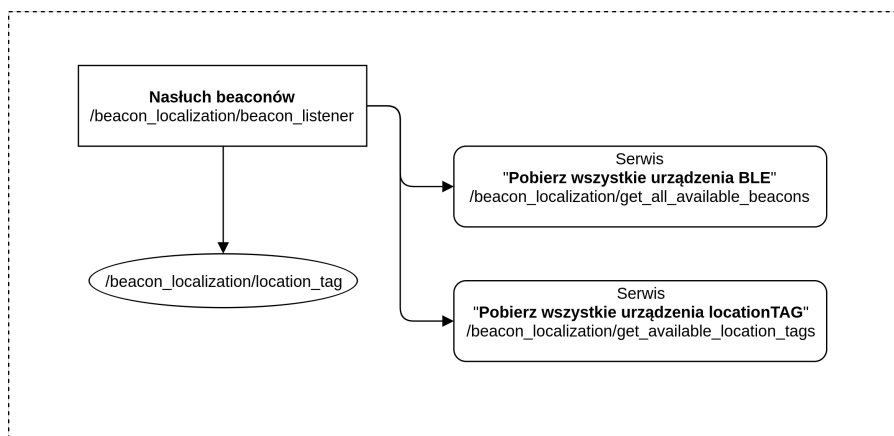 Nasłuch beaconów
/beacon_localization/beacon_listener
Serwis
"Pobierz wszystkie urządzenia BLE"
/beacon_localization/get_all_available_beacons
/beacon_localization/location_tag
Serwis
"Pobierz wszystkie urządzenia locationTAG"
/beacon_localization/get_available_location_tags